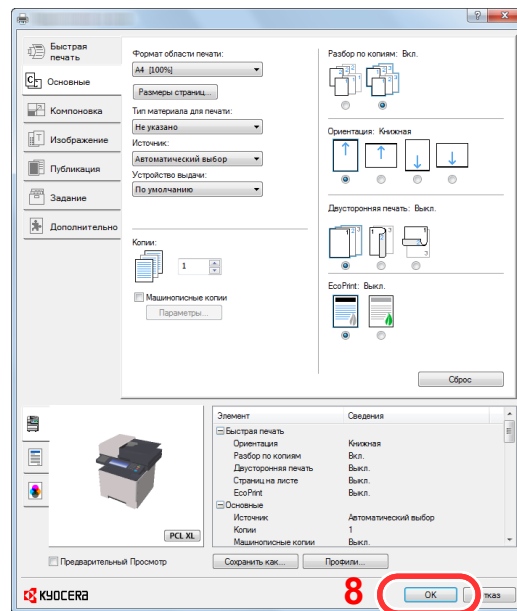 Быстрая
печать
Основные
Компоновка
Изображение
Публикация
Задание
Дополнительно
Формат области печати:
A4 [100%]
Размеры страниц...
Тип материала для печати:
Не указано
Источник:
Автоматический выбор
Устройство выдачи:
По умолчанию
Копии:
1
Машинописные копии
Параметры...
Разбор по копиям: Вкл.
Ориентация: Книжная
Двусторонняя печать: Выкл.
EcoPrint: Выкл.
Сброс
PCL XL
Предварительный Просмотр
Элемент Сведения
Быстрая печать
Ориентация Книжная
Разбор по копиям Вкл.
Двусторонняя печать Выкл.
Страниц на листе Выкл.
EcoPrint Выкл.
Основные
Источник Автоматический выбор
Копии 1
Машинописные копии Выкл.
Сохранить как... Профили...
KYOCERA
8
OK
тказ